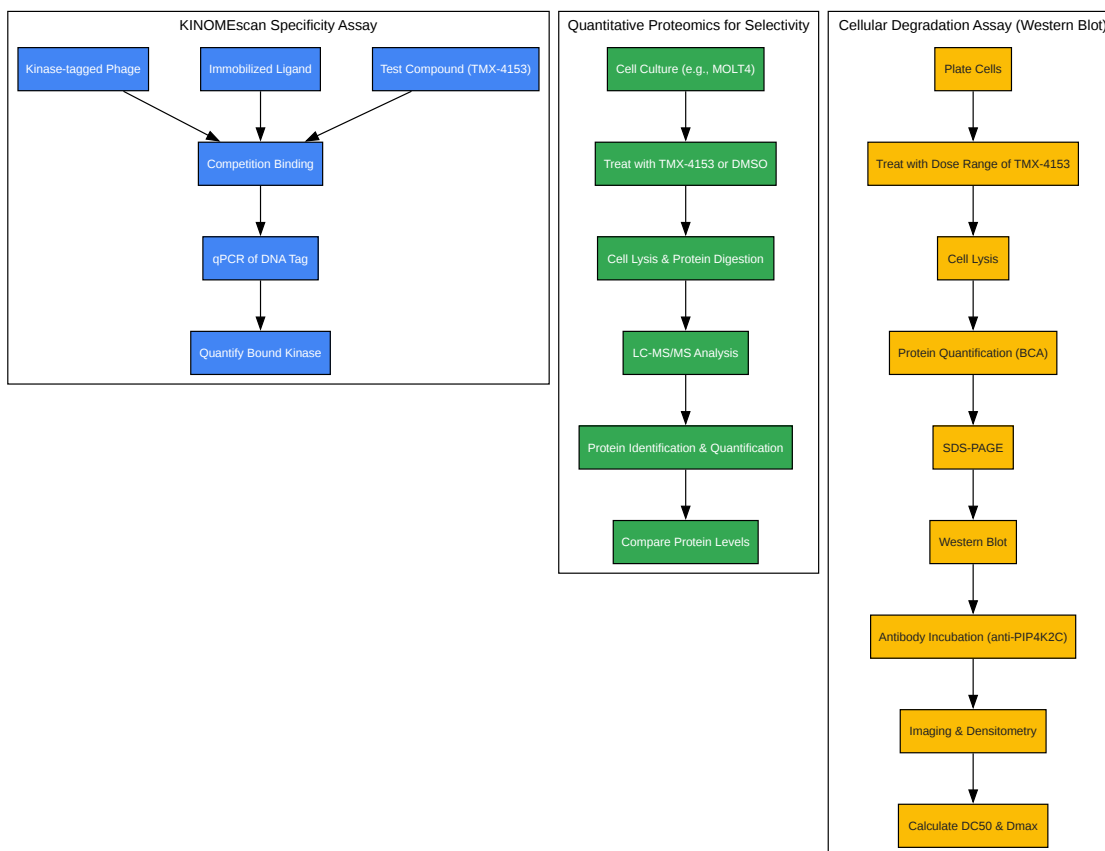 KINOMEscan Specificity Assay
Kinase-tagged Phage
Immobilized Ligand
Test Compound (TMX-4153)
Competition Binding
qPCR of DNA Tag
Quantify Bound Kinase
Quantitative Proteomics for Selectivity
Cell Culture (e.g., MOLT4)
Treat with TMX-4153 or DMSO
Cell Lysis & Protein Digestion
LC-MS/MS Analysis
Protein Identification & Quantification
Compare Protein Levels
Cellular Degradation Assay (Western Blot)
Plate Cells
Treat with Dose Range of TMX-4153
Cell Lysis
Protein Quantification (BCA)
SDS-PAGE
Western Blot
Antibody Incubation (anti-PIP4K2C)
Imaging & Densitometry
Calculate DC50 & Dmax